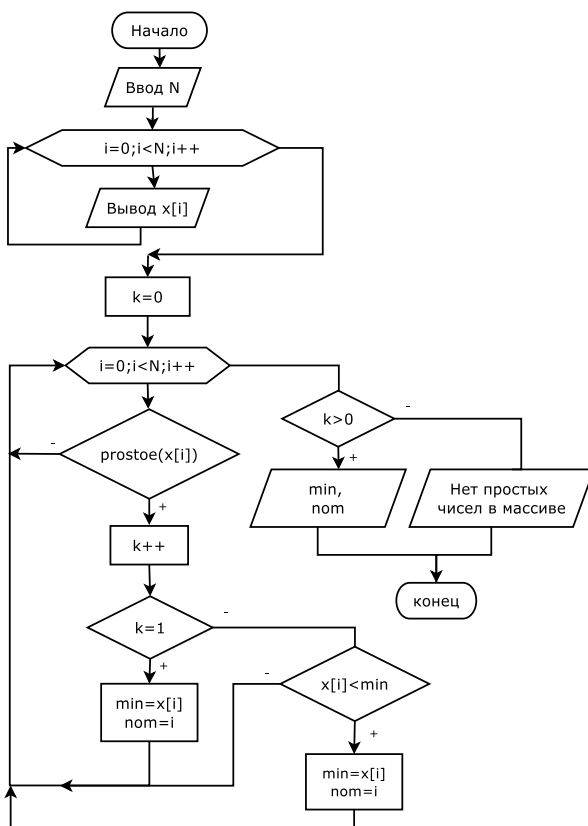 Начало
Ввод N
i=0;i<N;i++
Вывод x[i]
k=0
i=0;i<N;i++
k>0
-
+
prostoe(x[i])
-
+
min,
nom
Нет простых
чисел в массиве
k++
конец
k=1
-
+
x[i]<min
-
+
min=x[i]
nom=i
min=x[i]
nom=i